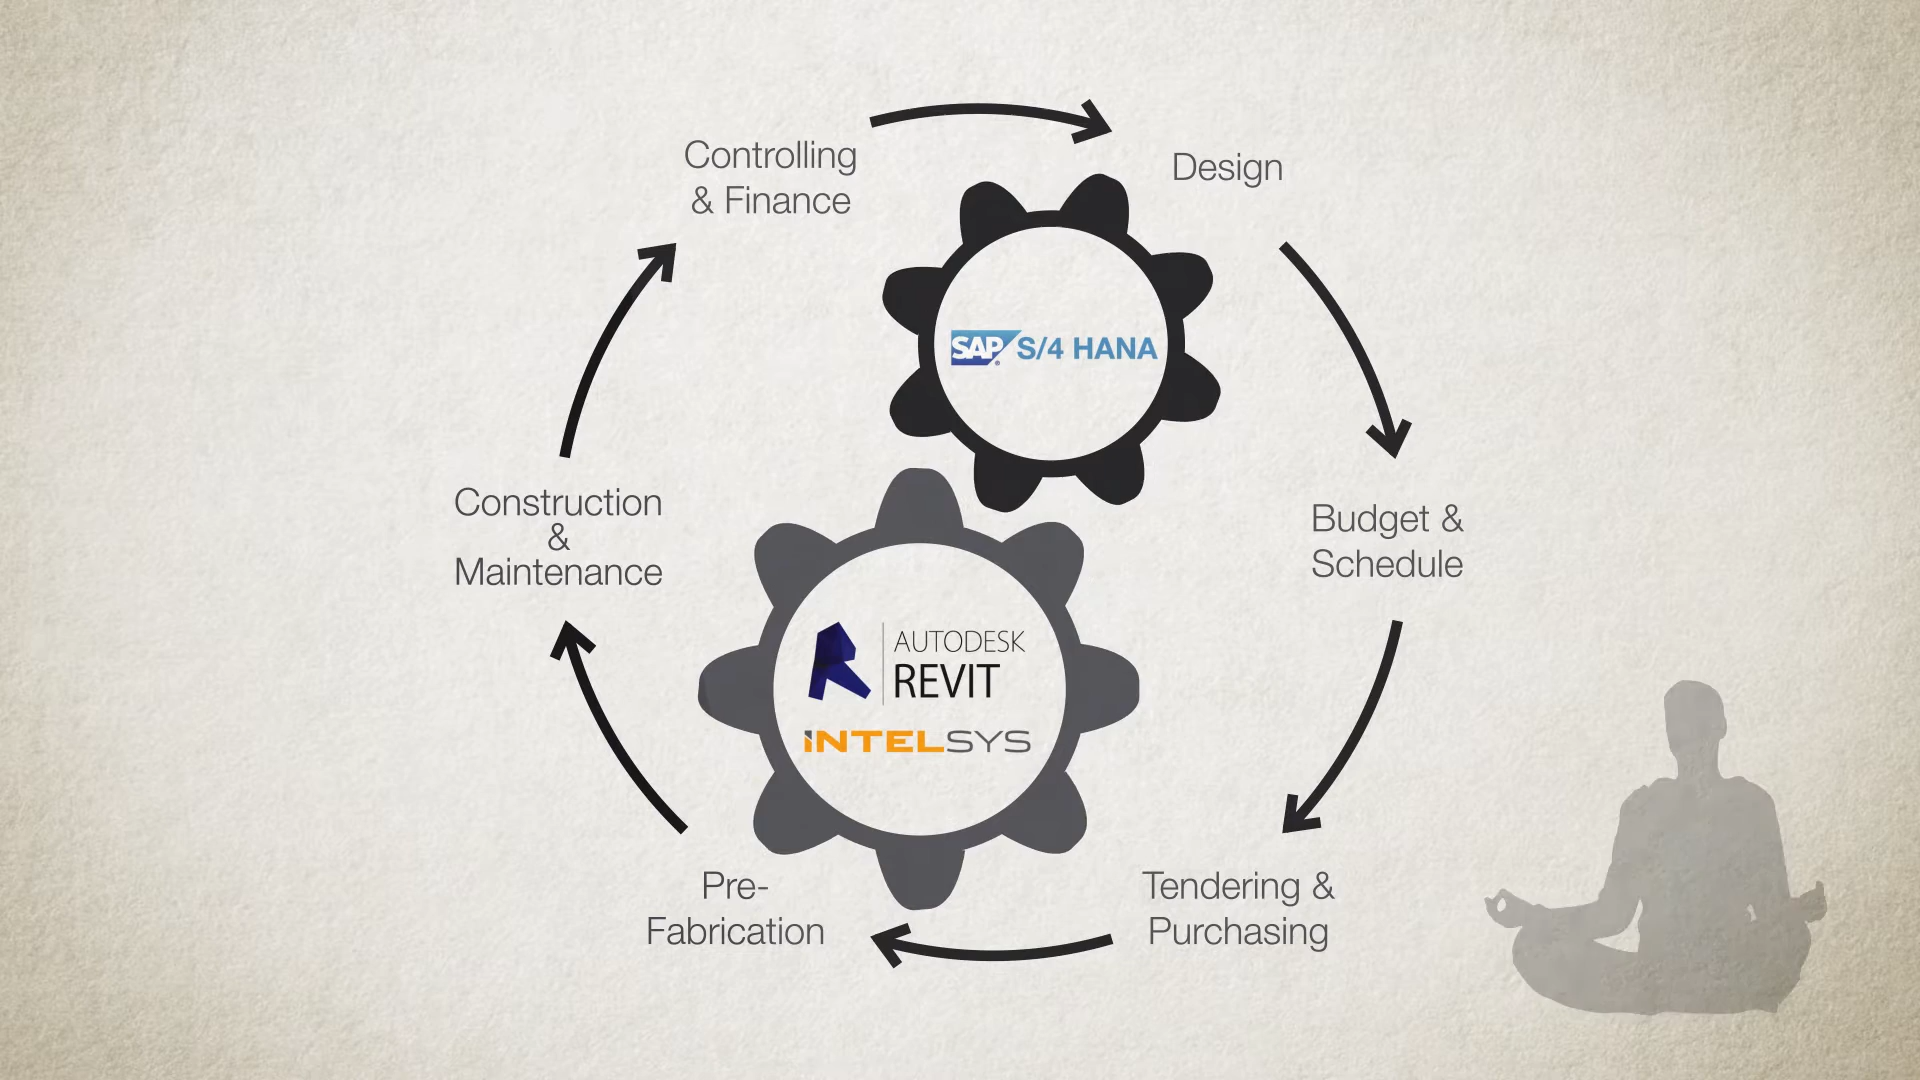 Controlling
& Finance
Design
SAP® S/4 HANA
Construction
&
Maintenance
Budget &
Schedule
AUTODESK
REVIT
INTELSYS
Pre-
Fabrication
Tendering &
Purchasing